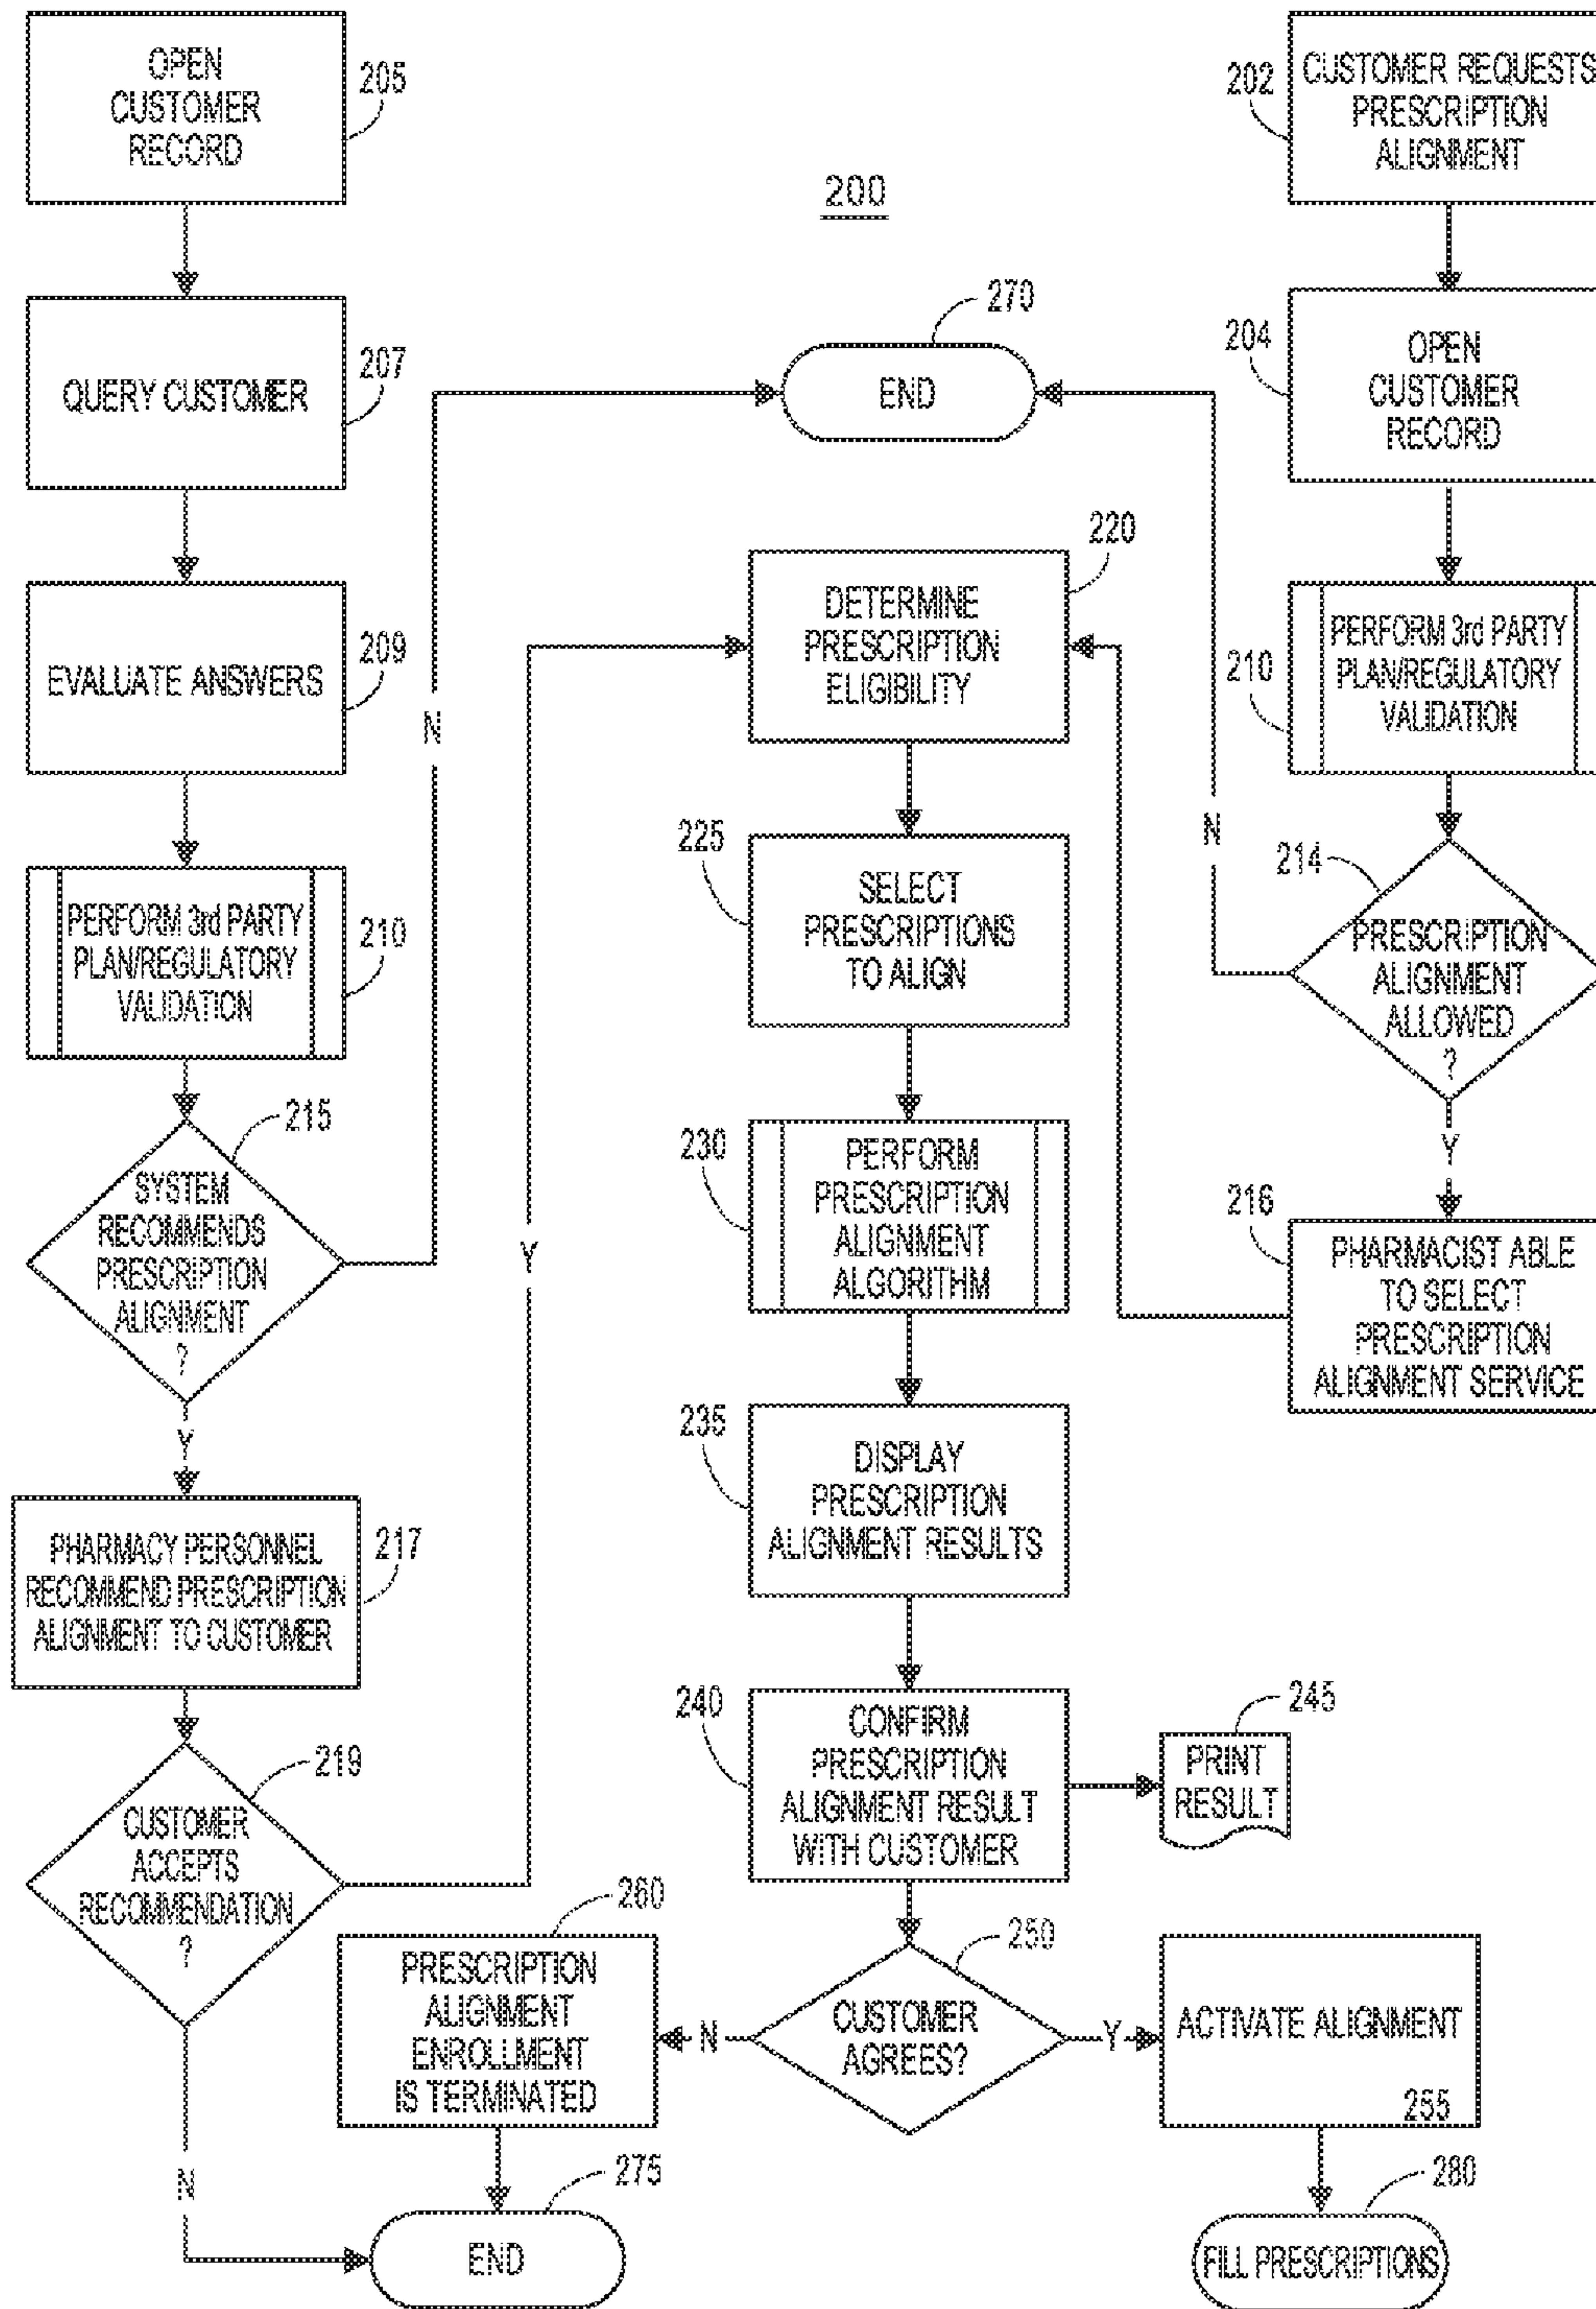 OPEN
CUSTOMER
RECORD
205
QUERY CUSTOMER
207
EVALUATE ANSWERS
209
PERFORM 3rd PARTY
PLAN/REGULATORY
VALIDATION
210
215
SYSTEM
RECOMMENDS
PRESCRIPTION
ALIGNMENT
?
N
Y
PHARMACY PERSONNEL
RECOMMEND PRESCRIPTION
ALIGNMENT TO CUSTOMER
217
219
CUSTOMER
ACCEPTS
RECOMMENDATION
?
Y
N
200
270
END
220
DETERMINE
PRESCRIPTION
ELIGIBILITY
225
SELECT
PRESCRIPTIONS
TO ALIGN
230
PERFORM
PRESCRIPTION
ALIGNMENT
ALGORITHM
235
DISPLAY
PRESCRIPTION
ALIGNMENT RESULTS
240
CONFIRM
PRESCRIPTION
ALIGNMENT RESULT
WITH CUSTOMER
245
PRINT
RESULT
250
CUSTOMER
AGREES?
N
Y
260
PRESCRIPTION
ALIGNMENT
ENROLLMENT
IS TERMINATED
275
END
ACTIVATE ALIGNMENT
255
280
FILL PRESCRIPTIONS
202
CUSTOMER REQUESTS
PRESCRIPTION
ALIGNMENT
204
OPEN
CUSTOMER
RECORD
210
PERFORM 3rd PARTY
PLAN/REGULATORY
VALIDATION
214
PRESCRIPTION
ALIGNMENT
ALLOWED
?
N
Y
216
PHARMACIST ABLE
TO SELECT
PRESCRIPTION
ALIGNMENT SERVICE